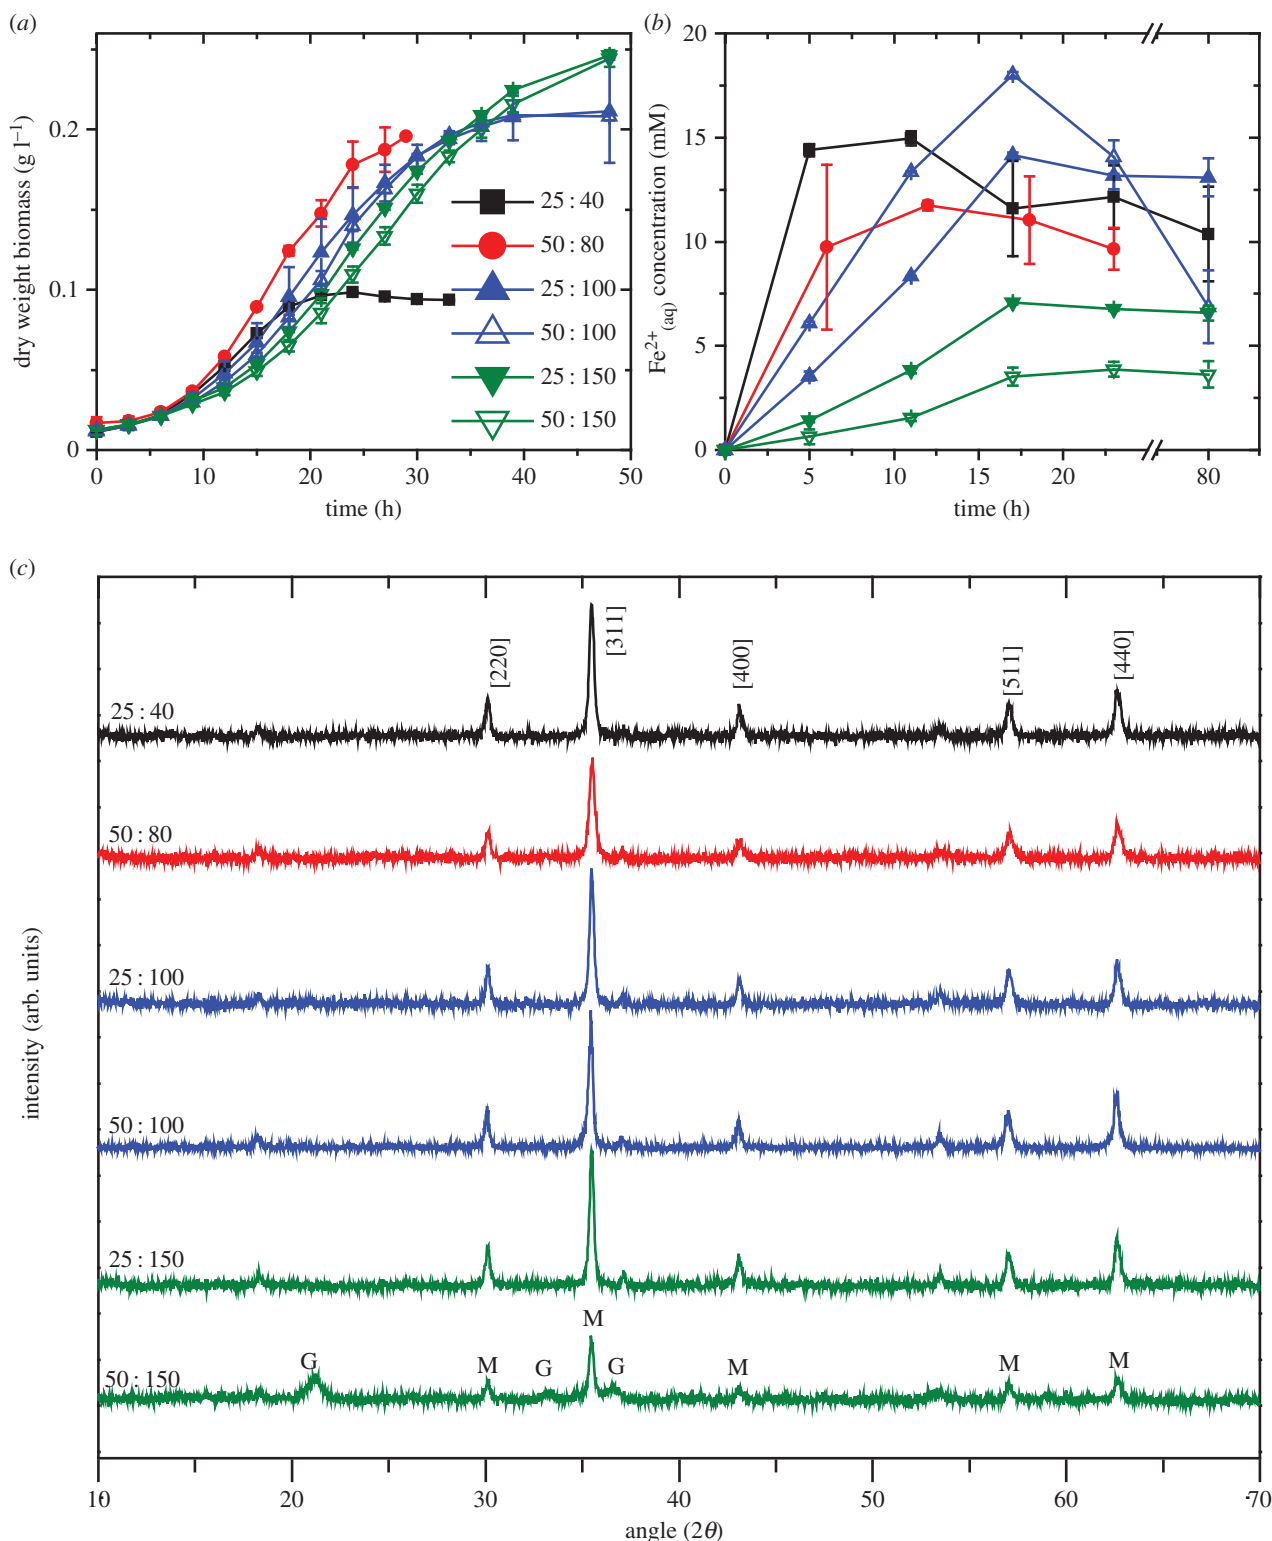 (a)
dry weight biomass (g l⁻¹)
0.2
0.1
0
0 10 20 30 40 50
time (h)
25 : 40
50 : 80
25 : 100
50 : 100
25 : 150
50 : 150
(b)
Fe²⁺(aq) concentration (mM)
20
15
10
5
0
0 5 10 15 20 80
time (h)
(c)
intensity (arb. units)
[220] [311] [400] [511] [440]
25 : 40
50 : 80
25 : 100
50 : 100
25 : 150
50 : 150
G M G M G M M M
10 20 30 40 50 60 70
angle (2θ)